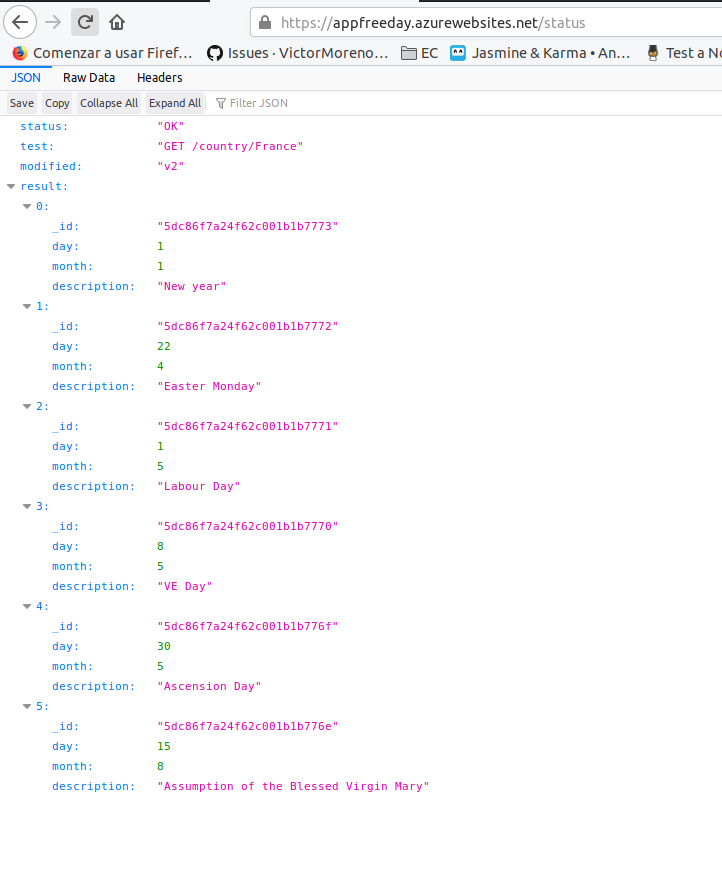 https://appfreeday.azurewebsites.net/status
Comenzar a usar Firef… Issues · VictorMoreno… EC Jasmine & Karma • An… Test a No
JSON Raw Data Headers
Save Copy Collapse All Expand All Filter JSON
status: "OK"
test: "GET /country/France"
modified: "v2"
result:
0:
_id: "5dc86f7a24f62c001b1b7773"
day: 1
month: 1
description: "New year"
1:
_id: "5dc86f7a24f62c001b1b7772"
day: 22
month: 4
description: "Easter Monday"
2:
_id: "5dc86f7a24f62c001b1b7771"
day: 1
month: 5
description: "Labour Day"
3:
_id: "5dc86f7a24f62c001b1b7770"
day: 8
month: 5
description: "VE Day"
4:
_id: "5dc86f7a24f62c001b1b776f"
day: 30
month: 5
description: "Ascension Day"
5:
_id: "5dc86f7a24f62c001b1b776e"
day: 15
month: 8
description: "Assumption of the Blessed Virgin Mary"